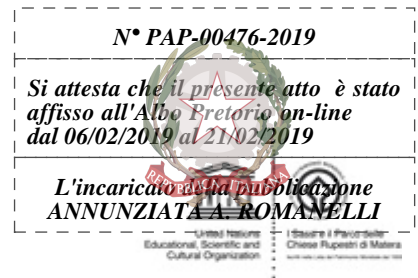 N° PAP-00476-2019
Si attesta che il presente atto è stato
affisso all'Albo Pretorio on-line
dal 06/02/2019 al 21/02/2019
L'incaricato della pubblicazione
ANNUNZIATA A. ROMANELLI
REPUBBLICA ITALIANA
United Nations
Educational, Scientific and
Cultural Organization
I Sassi e il Parco delle
Chiese Rupestri di Matera